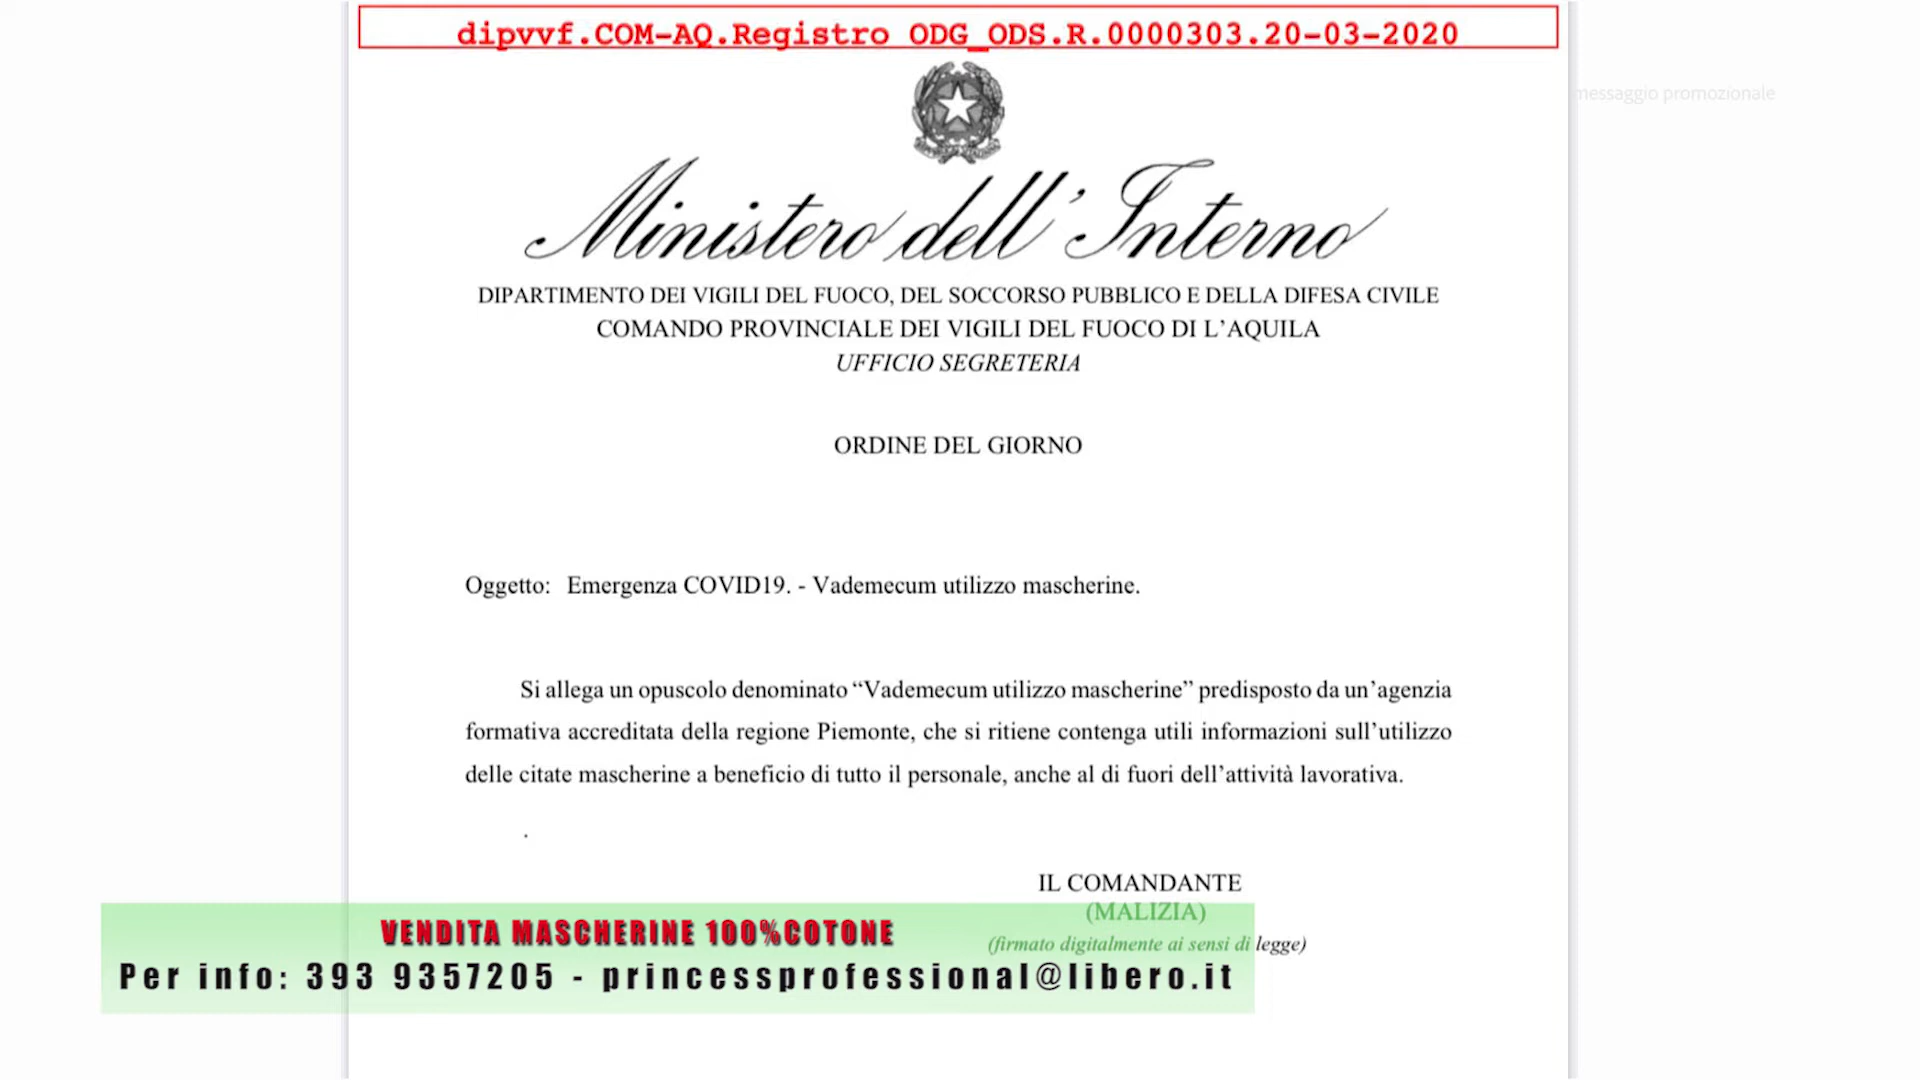 dipvvf.COM-AQ.Registro ODG_ODS.R.0000303.20-03-2020
messaggio promozionale
Ministero dell'Interno
DIPARTIMENTO DEI VIGILI DEL FUOCO, DEL SOCCORSO PUBBLICO E DELLA DIFESA CIVILE
COMANDO PROVINCIALE DEI VIGILI DEL FUOCO DI L’AQUILA
UFFICIO SEGRETERIA
ORDINE DEL GIORNO
Oggetto: Emergenza COVID19. - Vademecum utilizzo mascherine.
Si allega un opuscolo denominato “Vademecum utilizzo mascherine” predisposto da un’agenzia
formativa accreditata della regione Piemonte, che si ritiene contenga utili informazioni sull’utilizzo
delle citate mascherine a beneficio di tutto il personale, anche al di fuori dell’attività lavorativa.
.
IL COMANDANTE
(MALIZIA)
(firmato digitalmente ai sensi di legge)
VENDITA MASCHERINE 100%COTONE
Per info: 393 9357205 - princessprofessional@libero.it